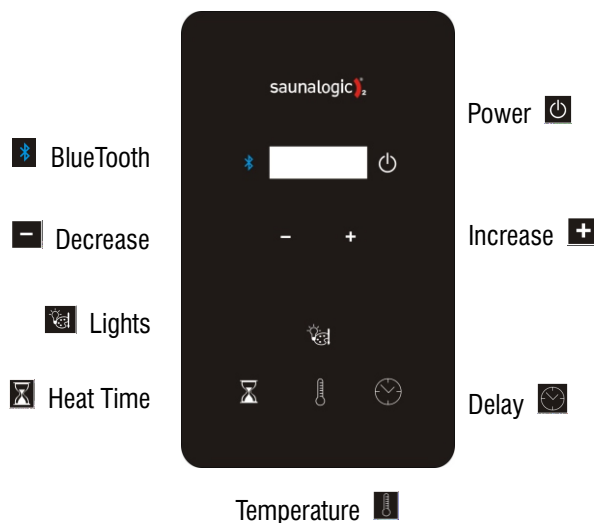 saunalogic2
Power
BlueTooth
Decrease
Increase
Lights
Heat Time
Delay
Temperature